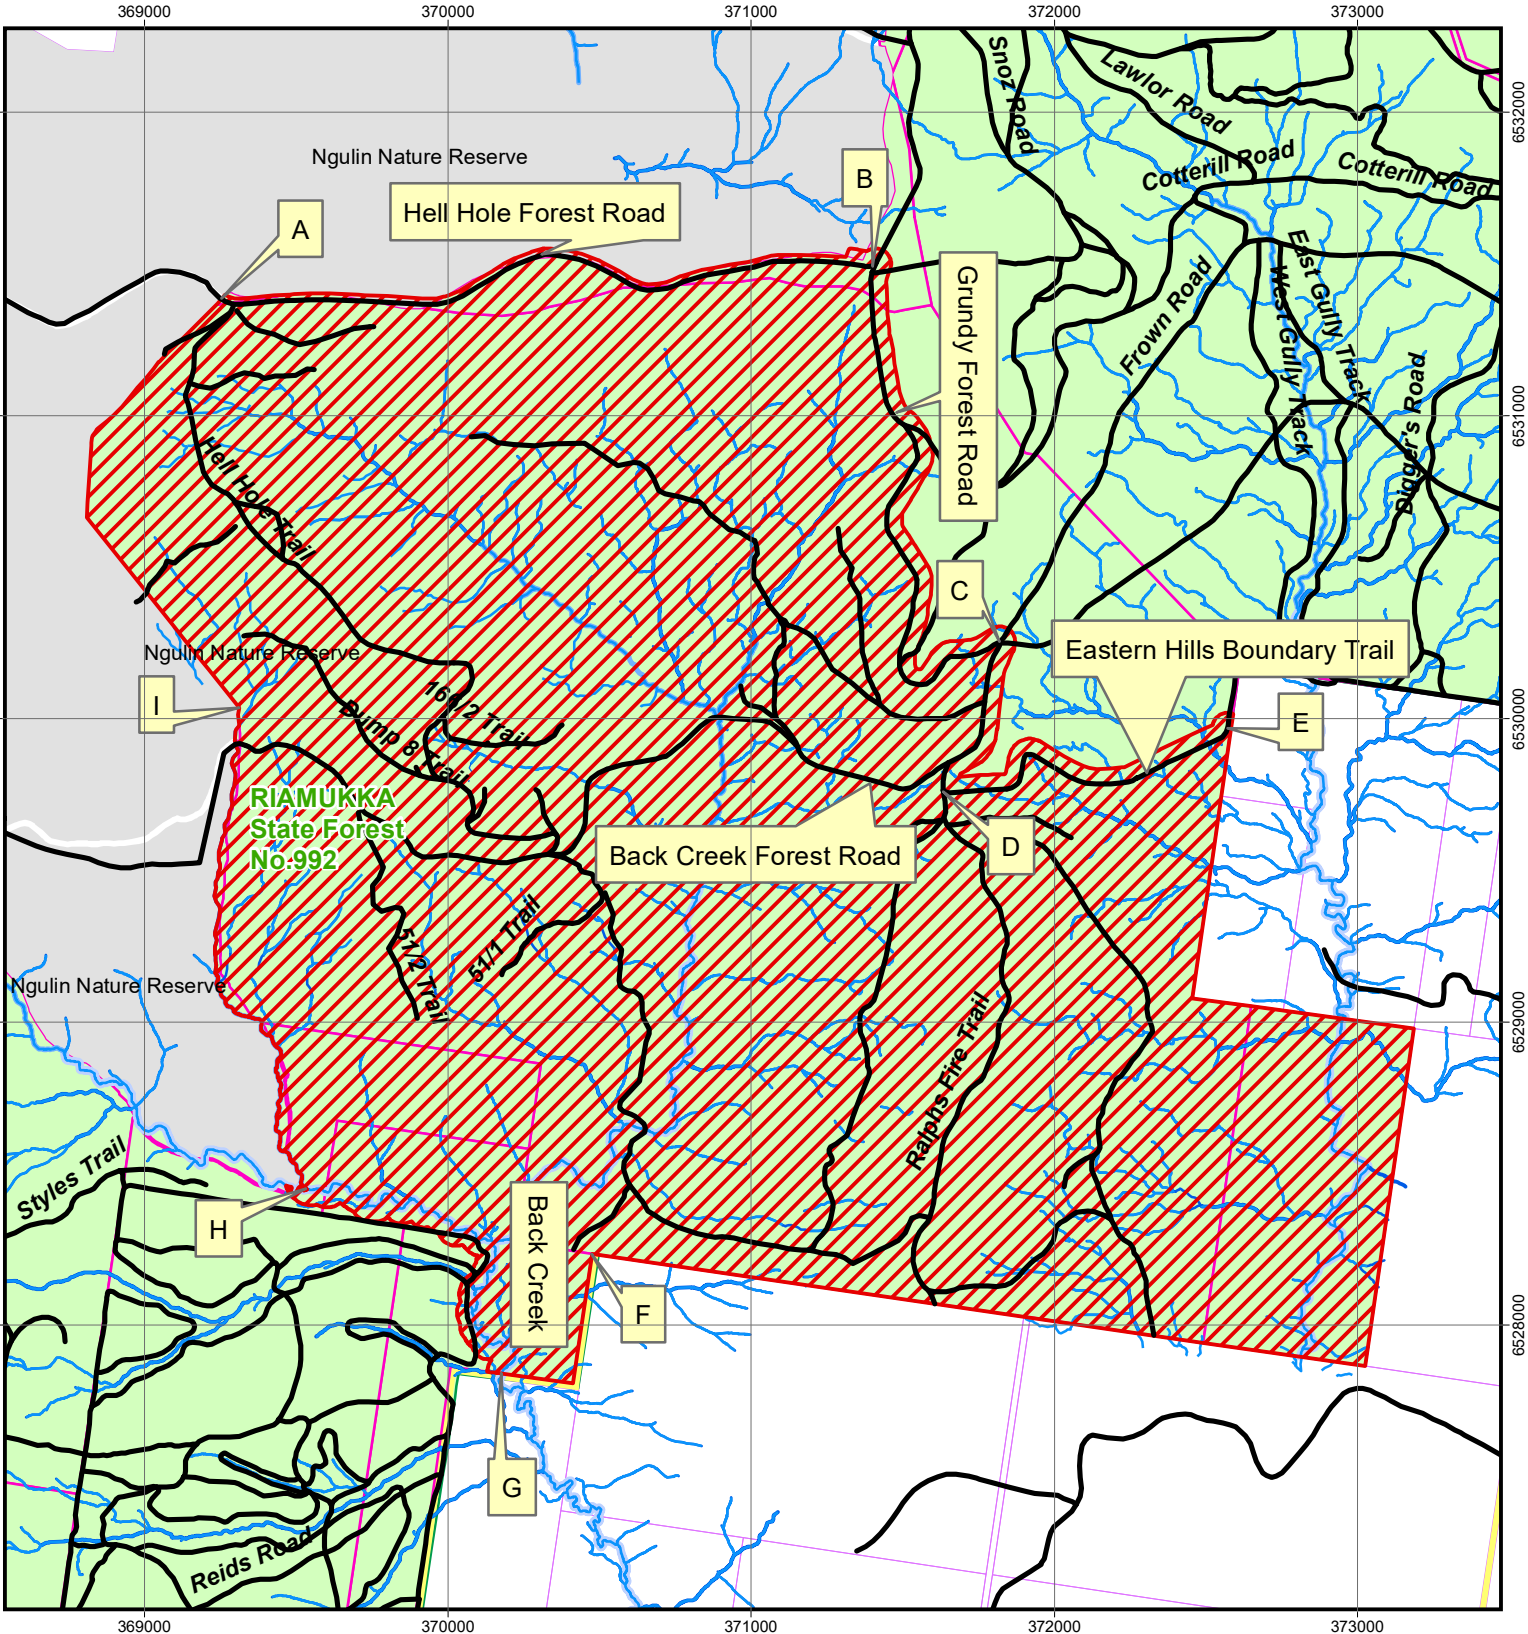 369000
370000
371000
372000
373000
Snoz Road
Lawlor Road
6532000
Ngulin Nature Reserve
B
Cotterill Road
Cotterill Road
Hell Hole Forest Road
A
Grundy Forest Road
Frown Road
West Gully Track
East Gully Track
Digger's Road
6531000
Hell Hole Trail
C
Ngulin Nature Reserve
Eastern Hills Boundary Trail
I
166/2 Trail
Dump 8 Trail
E
6530000
RIAMUKKA
State Forest
No.992
Back Creek Forest Road
D
51/2 Trail
51/1 Trail
Ngulin Nature Reserve
6529000
Ralphs Fire Trail
Styles Trail
H
Back Creek
F
6528000
G
Reids Road
369000
370000
371000
372000
373000